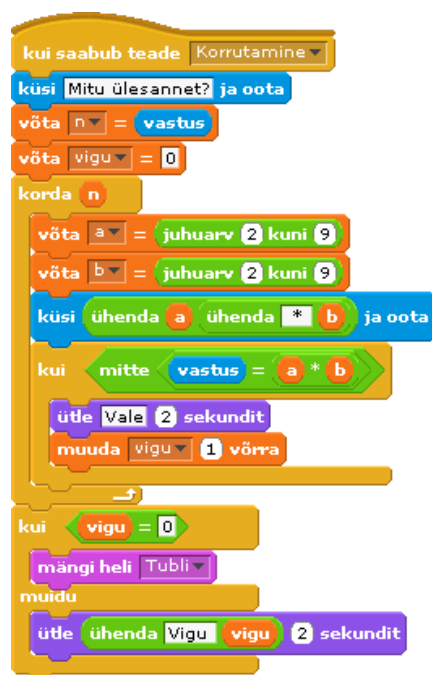 kui saabub teade Korrutamine
küsi Mitu ülesannet? ja oota
võta n = vastus
võta vigu = 0
korda n
võta a = juhuarv 2 kuni 9
võta b = juhuarv 2 kuni 9
küsi ühenda a ühenda * b ja oota
kui mitte vastus = a * b
ütle Vale 2 sekundit
muuda vigu 1 võrra
kui vigu = 0
mängi heli Tubli
muidu
ütle ühenda Vigu vigu 2 sekundit